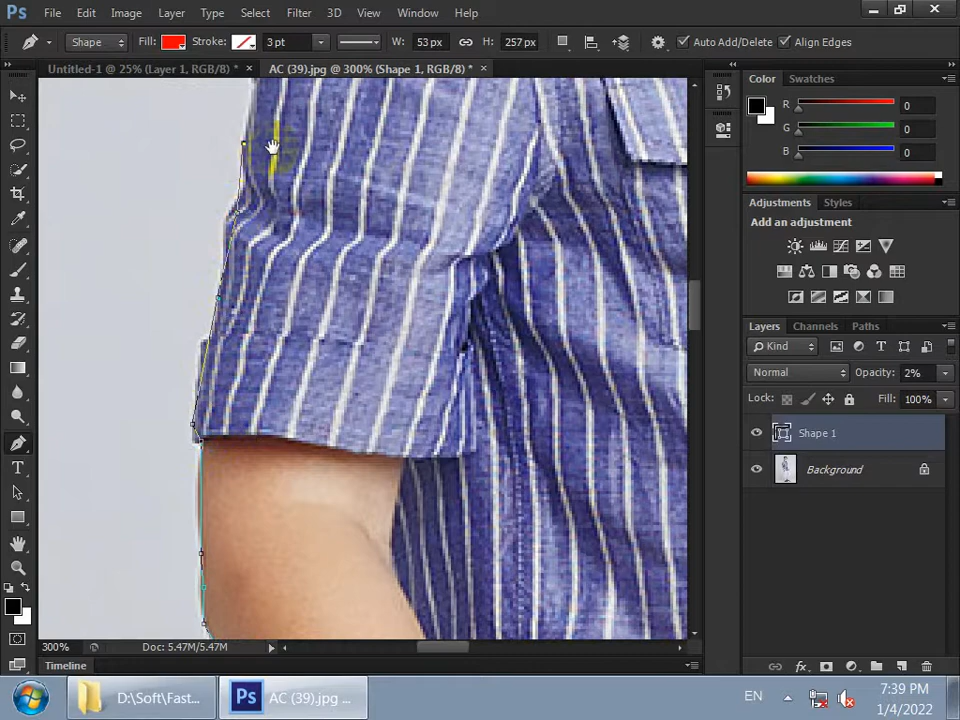 Ps File Edit Image Layer Type Select Filter 3D View Window Help
Shape Fill: Stroke: 3 pt W: 53 px H: 257 px Auto Add/Delete Align Edges
Untitled-1 @ 25% (Layer 1, RGB/8) * × AC (39).jpg @ 300% (Shape 1, RGB/8) * ×
Color Swatches
R 0
G 0
B 0
Adjustments Styles
Add an adjustment
Layers Channels Paths
Kind
Normal Opacity: 2%
Lock: Fill: 100%
Shape 1
Background
300% Doc: 5.47M/5.47M
Timeline
D:\Soft/Fast... Ps AC (39).jpg ... EN 7:39 PM
1/4/2022